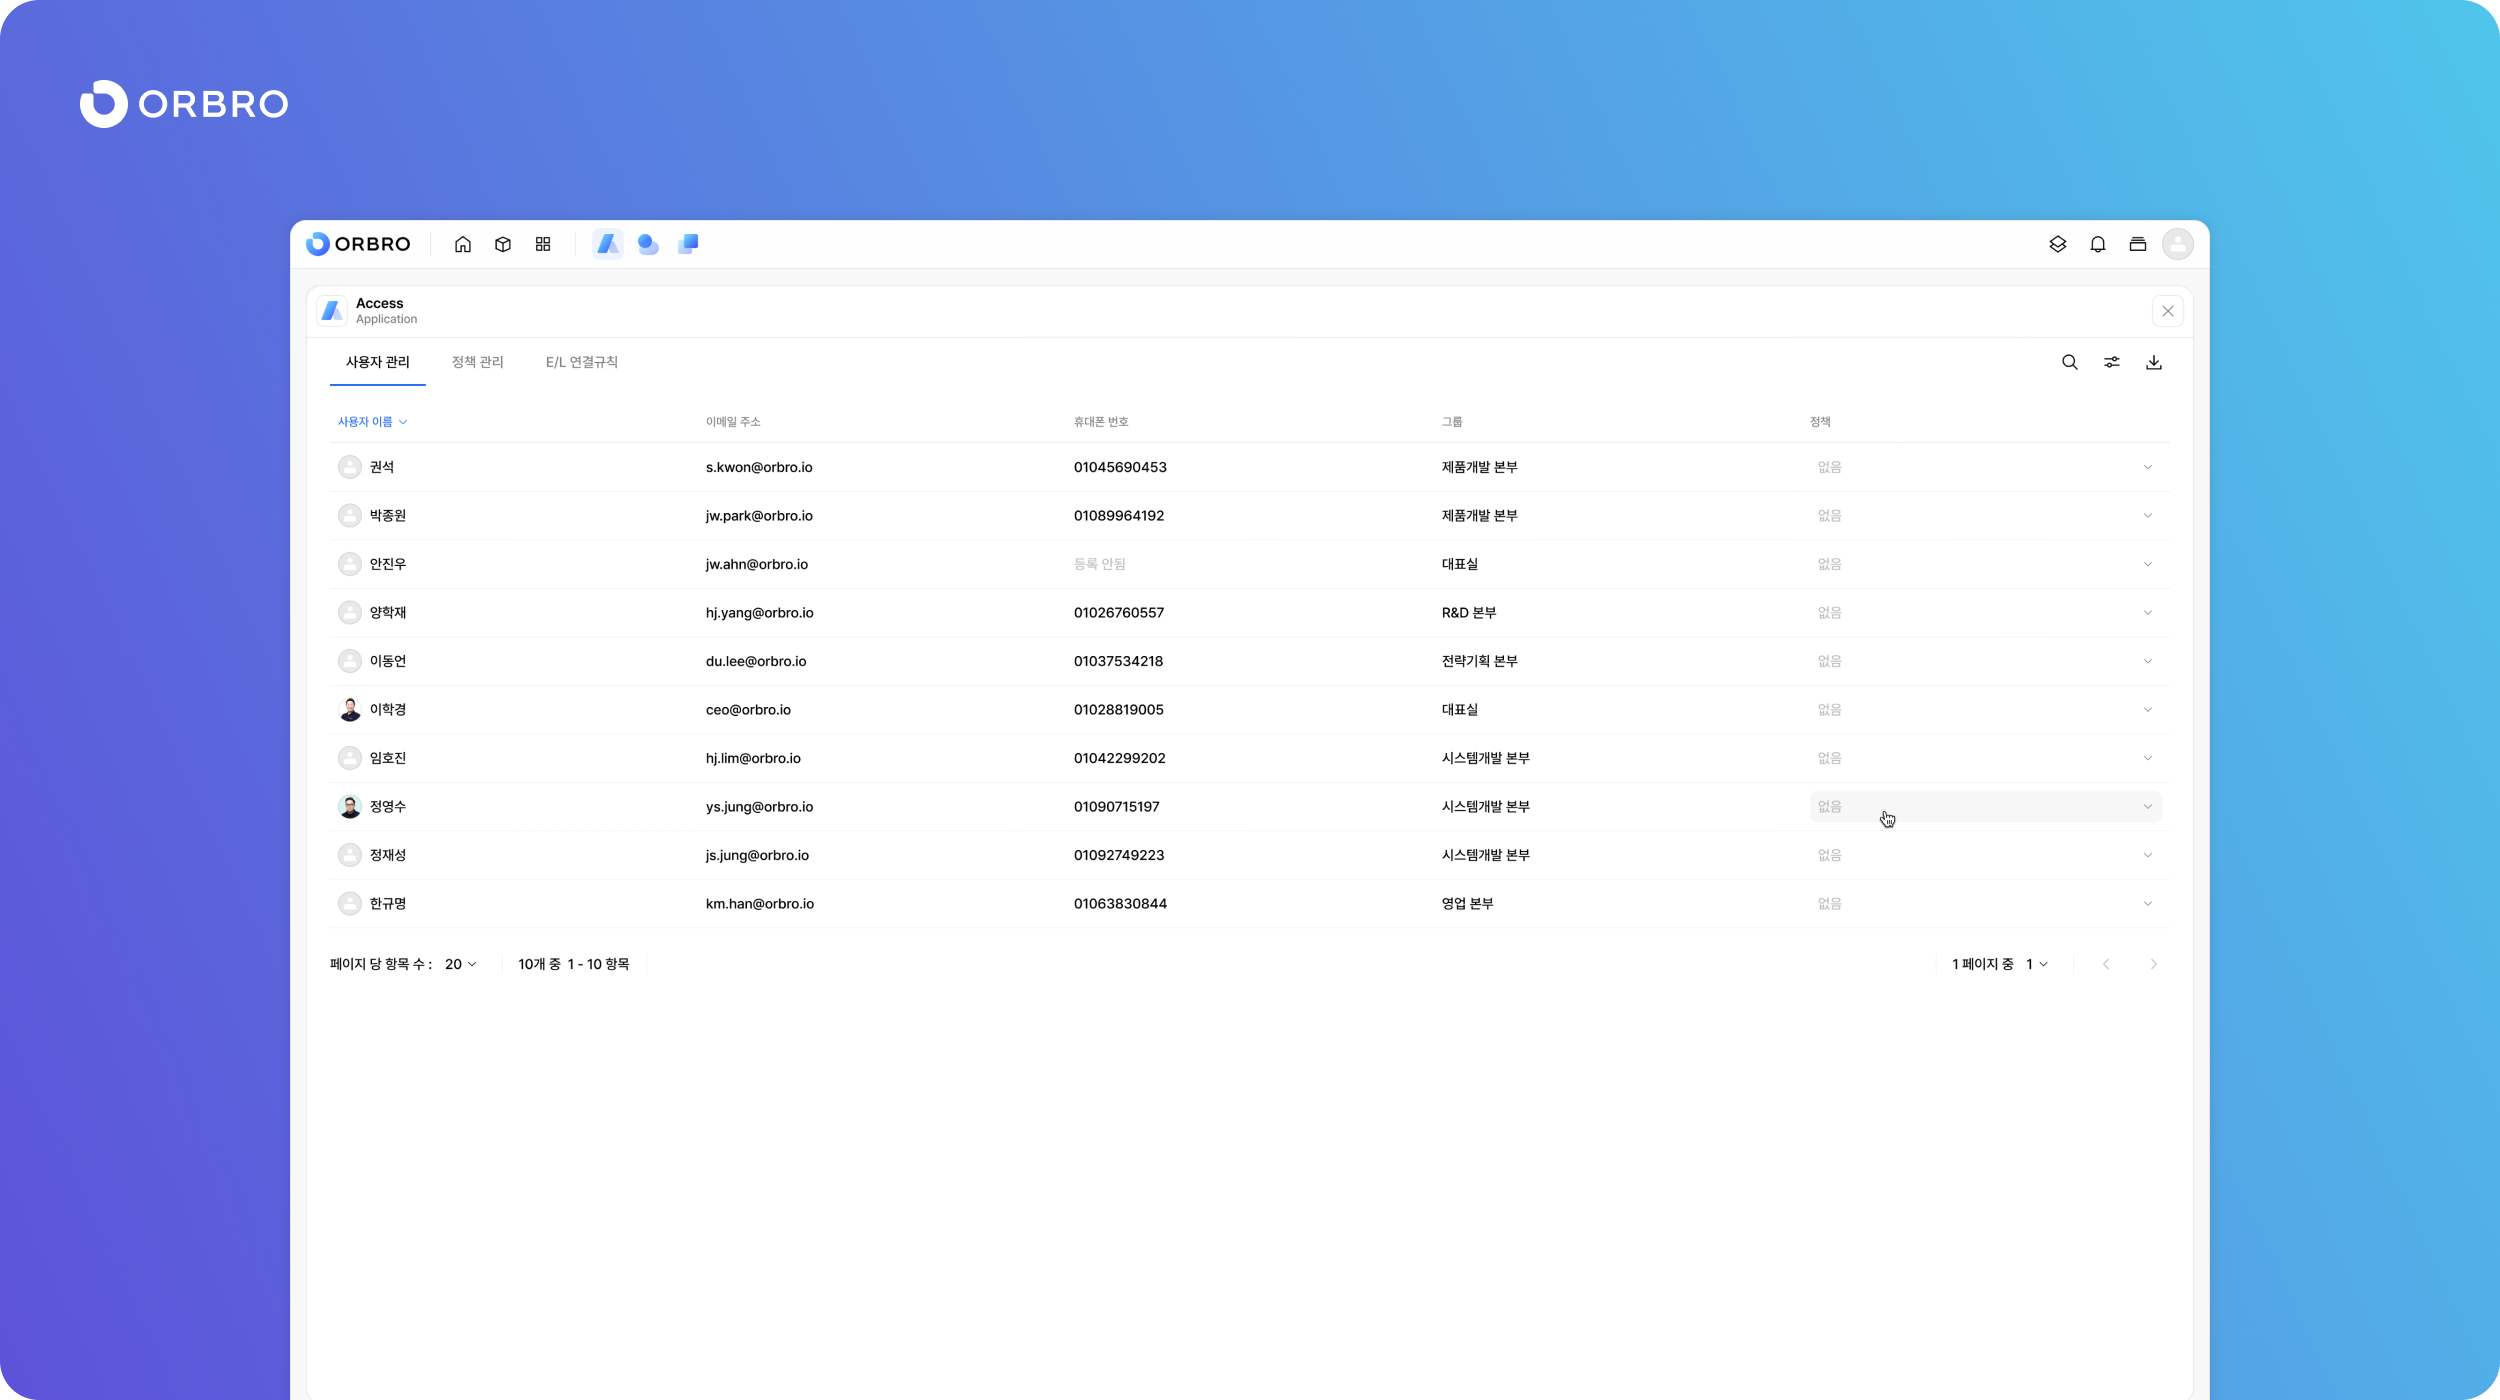 ORBRO
ORBRO
Access
Application
사용자 관리 정책 관리 E/L 연결규칙
사용자 이름 이메일 주소 휴대폰 번호 그룹 정책
권석 s.kwon@orbro.io 01045690453 제품개발 본부 없음
박종원 jw.park@orbro.io 01089964192 제품개발 본부 없음
안진우 jw.ahn@orbro.io 등록 안됨 대표실 없음
양학재 hj.yang@orbro.io 01026760557 R&D 본부 없음
이동언 du.lee@orbro.io 01037534218 전략기획 본부 없음
이학경 ceo@orbro.io 01028819005 대표실 없음
임호진 hj.lim@orbro.io 01042299202 시스템개발 본부 없음
정영수 ys.jung@orbro.io 01090715197 시스템개발 본부 없음
정재성 js.jung@orbro.io 01092749223 시스템개발 본부 없음
한규명 km.han@orbro.io 01063830844 영업 본부 없음
페이지 당 항목 수 : 20 10개 중 1 - 10 항목 1 페이지 중 1